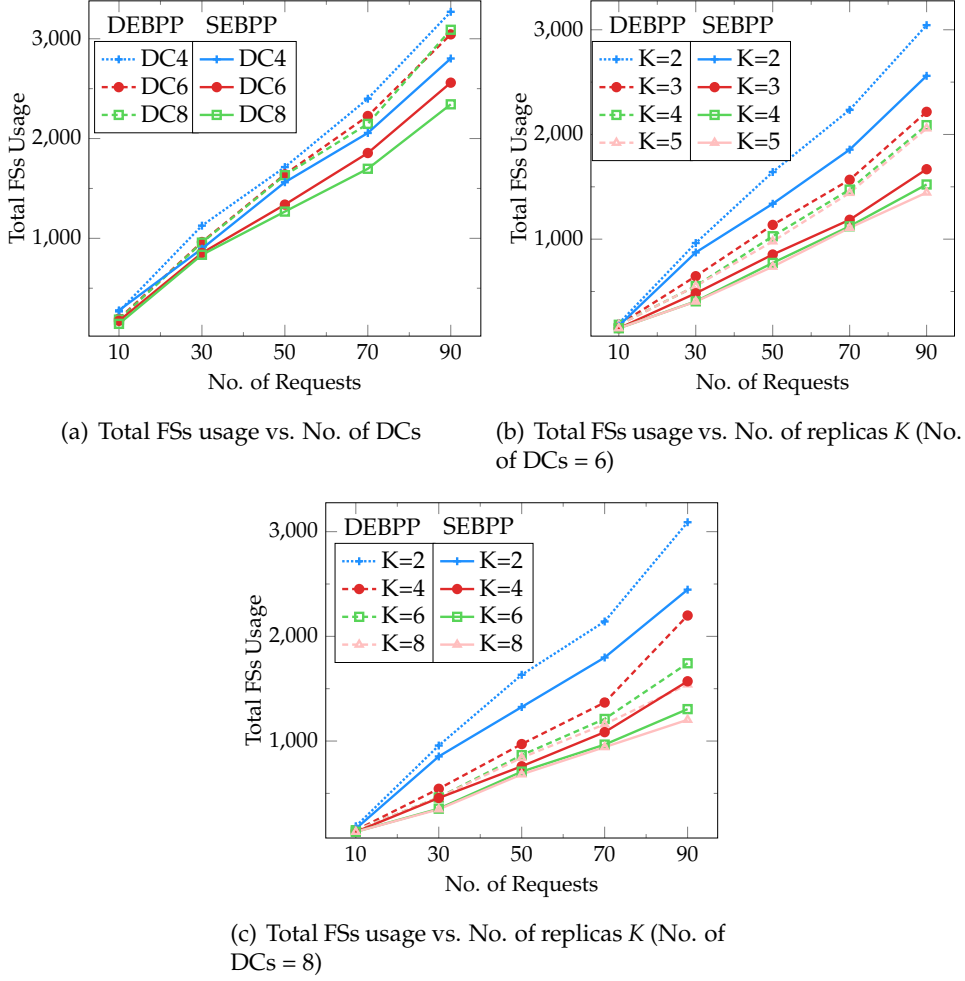 DEBPP SEBPP
DC4 DC4
DC6 DC6
DC8 DC8
3,000
2,000
1,000
Total FSs Usage
10 30 50 70 90
No. of Requests
(a) Total FSs usage vs. No. of DCs
DEBPP SEBPP
K=2 K=2
K=3 K=3
K=4 K=4
K=5 K=5
3,000
2,000
1,000
Total FSs Usage
10 30 50 70 90
No. of Requests
(b) Total FSs usage vs. No. of replicas K (No.
of DCs = 6)
DEBPP SEBPP
K=2 K=2
K=4 K=4
K=6 K=6
K=8 K=8
3,000
2,000
1,000
Total FSs Usage
10 30 50 70 90
No. of Requests
(c) Total FSs usage vs. No. of replicas K (No. of
DCs = 8)